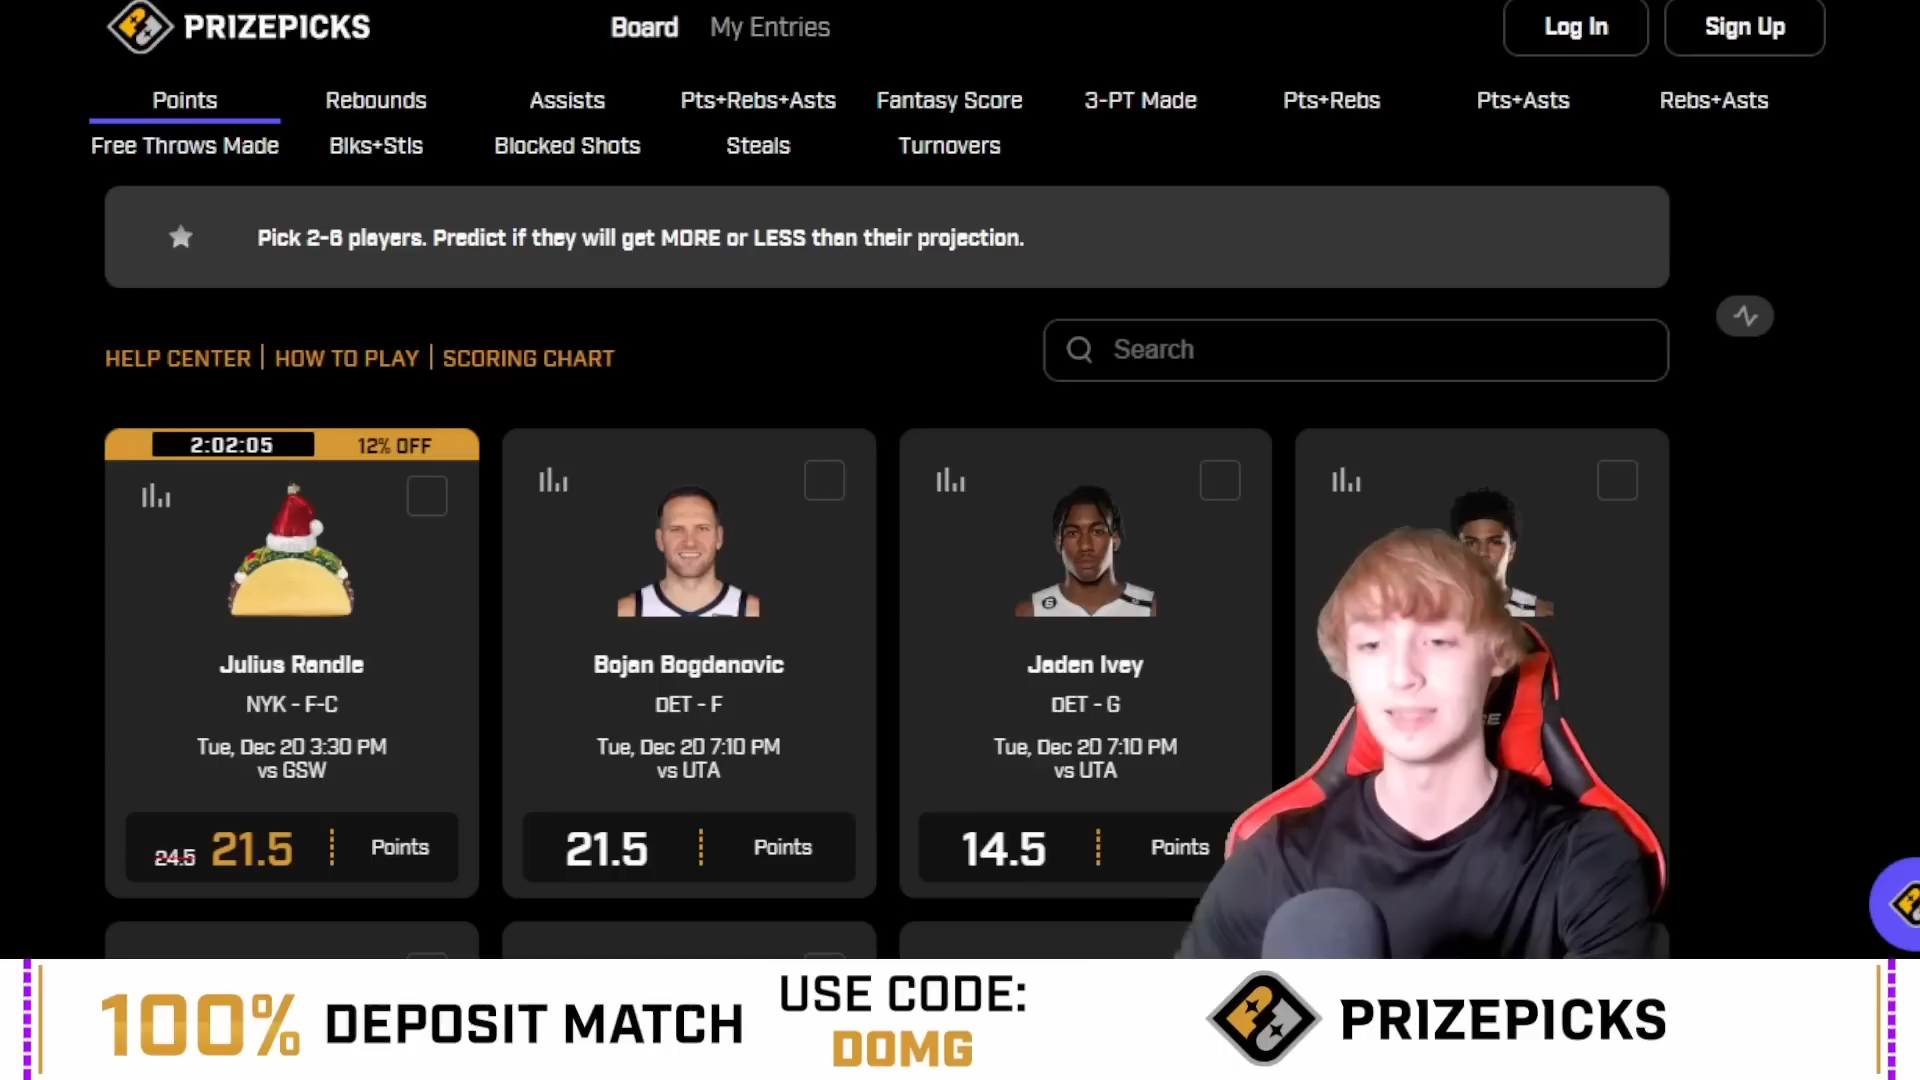 PRIZEPICKS
Board My Entries
Log In Sign Up
Points Rebounds Assists Pts+Rebs+Asts Fantasy Score 3-PT Made Pts+Rebs Pts+Asts Rebs+Asts
Free Throws Made Blks+Stls Blocked Shots Steals Turnovers
Pick 2-6 players. Predict if they will get MORE or LESS than their projection.
HELP CENTER | HOW TO PLAY | SCORING CHART
Search
2:02:05 12% OFF
Julius Randle
NYK - F-C
Tue, Dec 20 3:30 PM
vs GSW
24.5 21.5 Points
Bojan Bogdanovic
DET - F
Tue, Dec 20 7:10 PM
vs UTA
21.5 Points
6
Jaden Ivey
DET - G
Tue, Dec 20 7:10 PM
vs UTA
14.5 Points
100% DEPOSIT MATCH
USE CODE:
DOMG
PRIZEPICKS